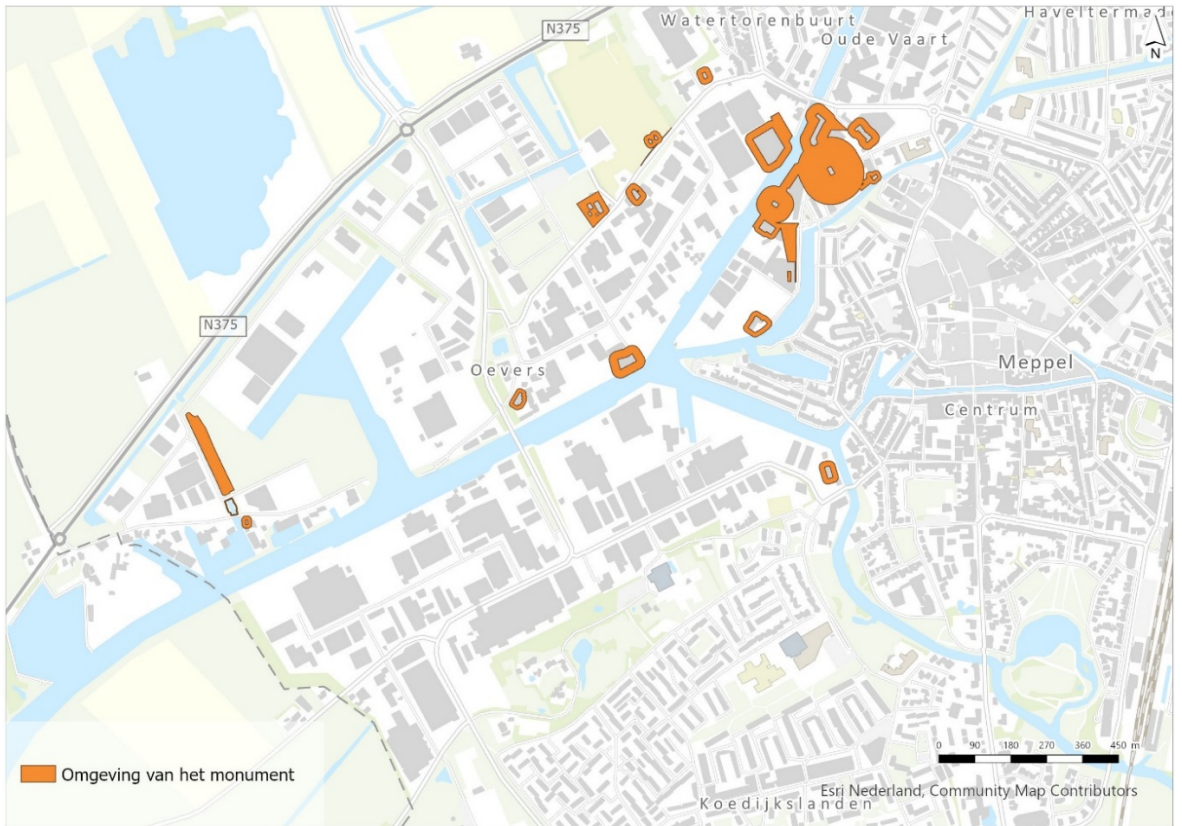 Watertorenbuurt
Haveltermade
Oude Vaart
N
N375
N375
Oevers
Meppel
Centrum
Omgeving van het monument
0 90 180 270 360 450 m
Esri Nederland, Community Map Contributors
Koedijkslanden